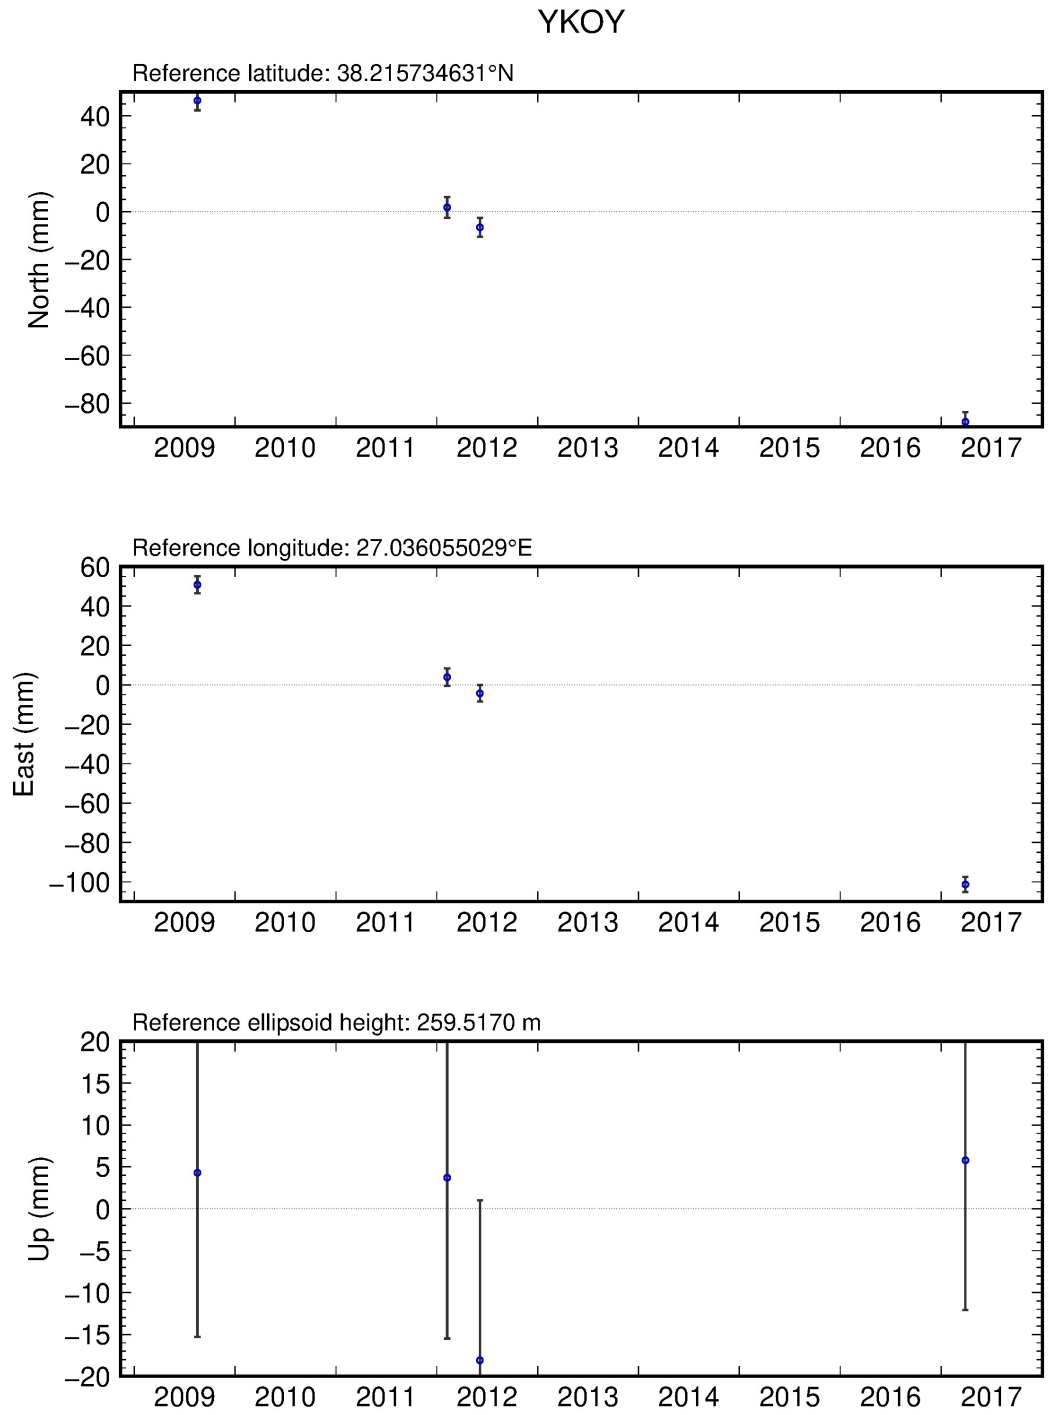 YKOY
Reference latitude: 38.215734631°N
North (mm)
40
20
0
−20
−40
−60
−80
2009 2010 2011 2012 2013 2014 2015 2016 2017
Reference longitude: 27.036055029°E
East (mm)
60
40
20
0
−20
−40
−60
−80
−100
2009 2010 2011 2012 2013 2014 2015 2016 2017
Reference ellipsoid height: 259.5170 m
Up (mm)
20
15
10
5
0
−5
−10
−15
−20
2009 2010 2011 2012 2013 2014 2015 2016 2017